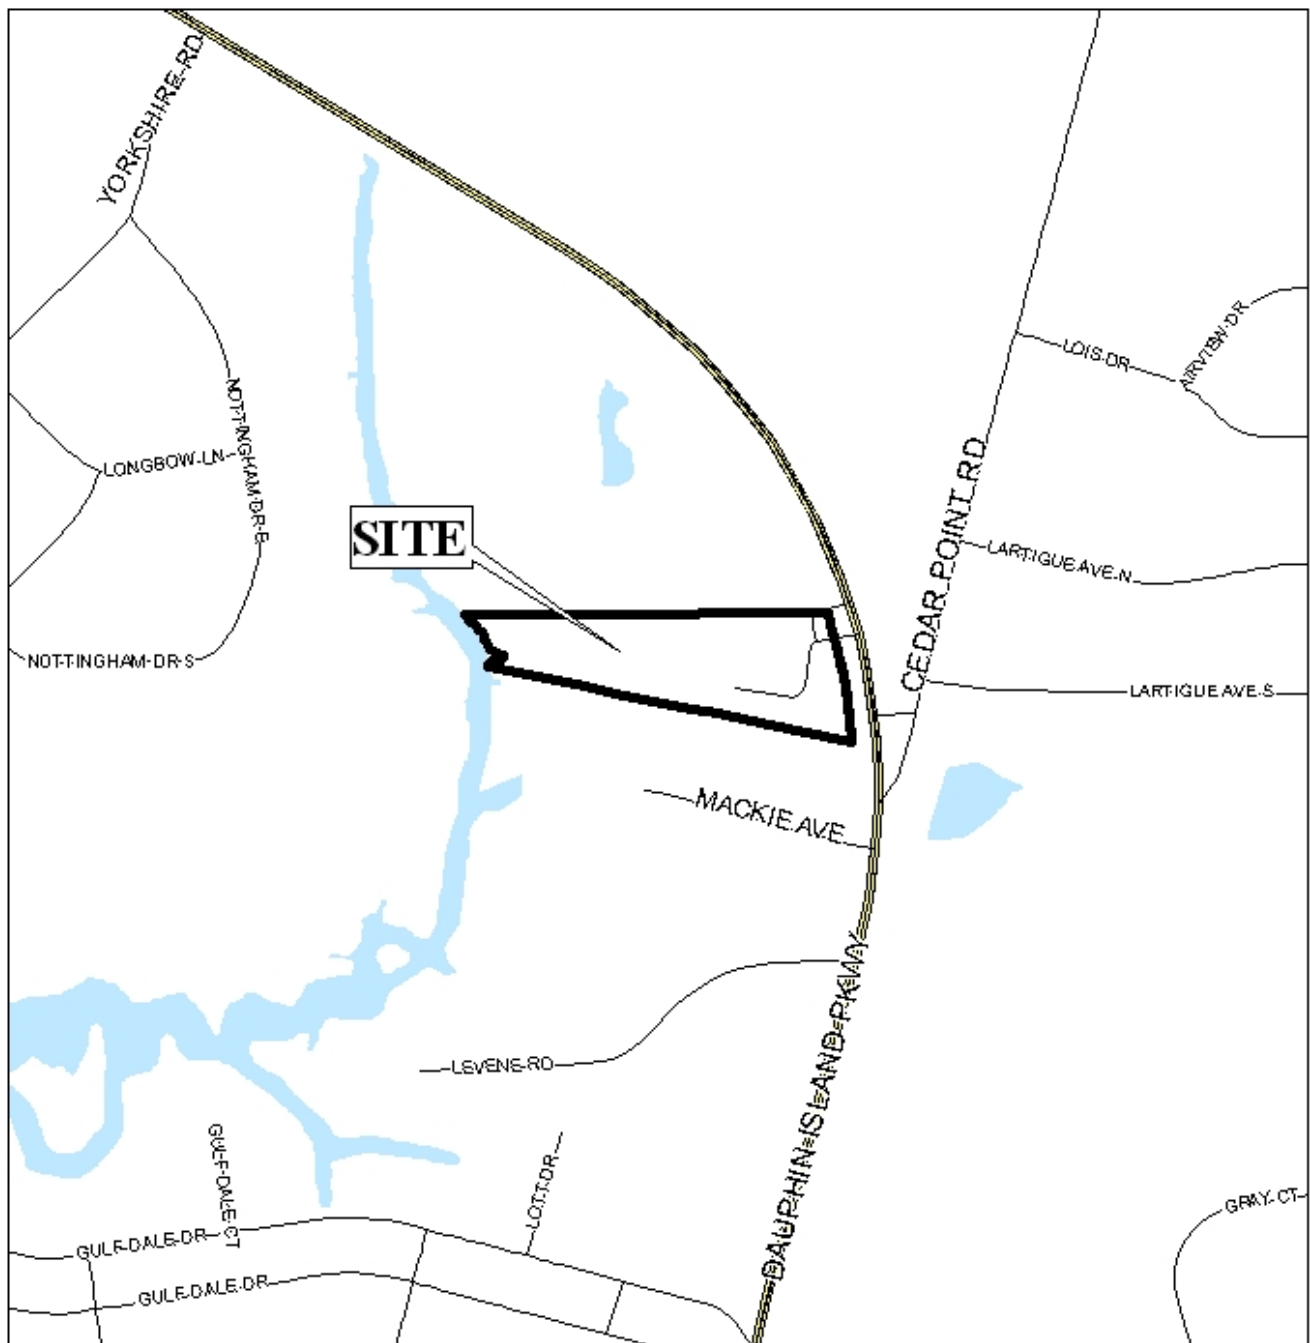 YORKSHIRE RD
LOIS DR
AIRVIEW DR
NOTTINGHAM DR E
LONGBOW LN
CEDAR POINT RD
SITE
LARTIGUE AVE N
NOTTINGHAM DR S
LARTIGUE AVE S
MACKIE AVE
DAUPHIN ISLAND PKWY
LEVENE RD
GULF DALE CT
LOTT DR
GRAY CT
GULF DALE DR
GULF DALE DR